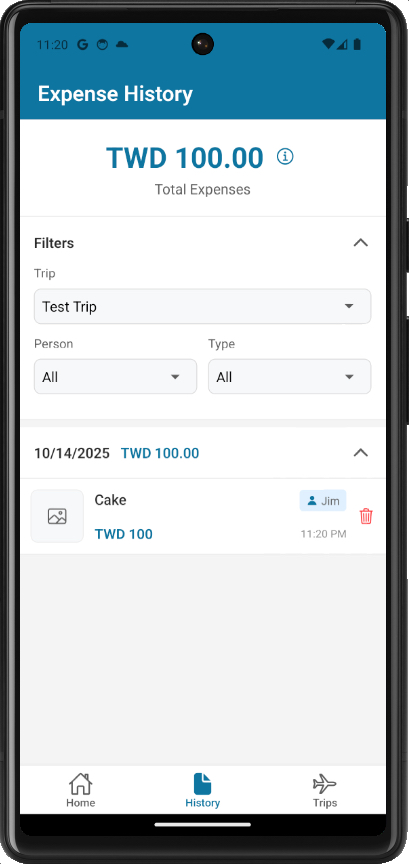 11:20
Expense History
TWD 100.00
Total Expenses
Filters
Trip
Test Trip
Person Type
All All
10/14/2025 TWD 100.00
Cake Jim
TWD 100 11:20 PM
Home History Trips